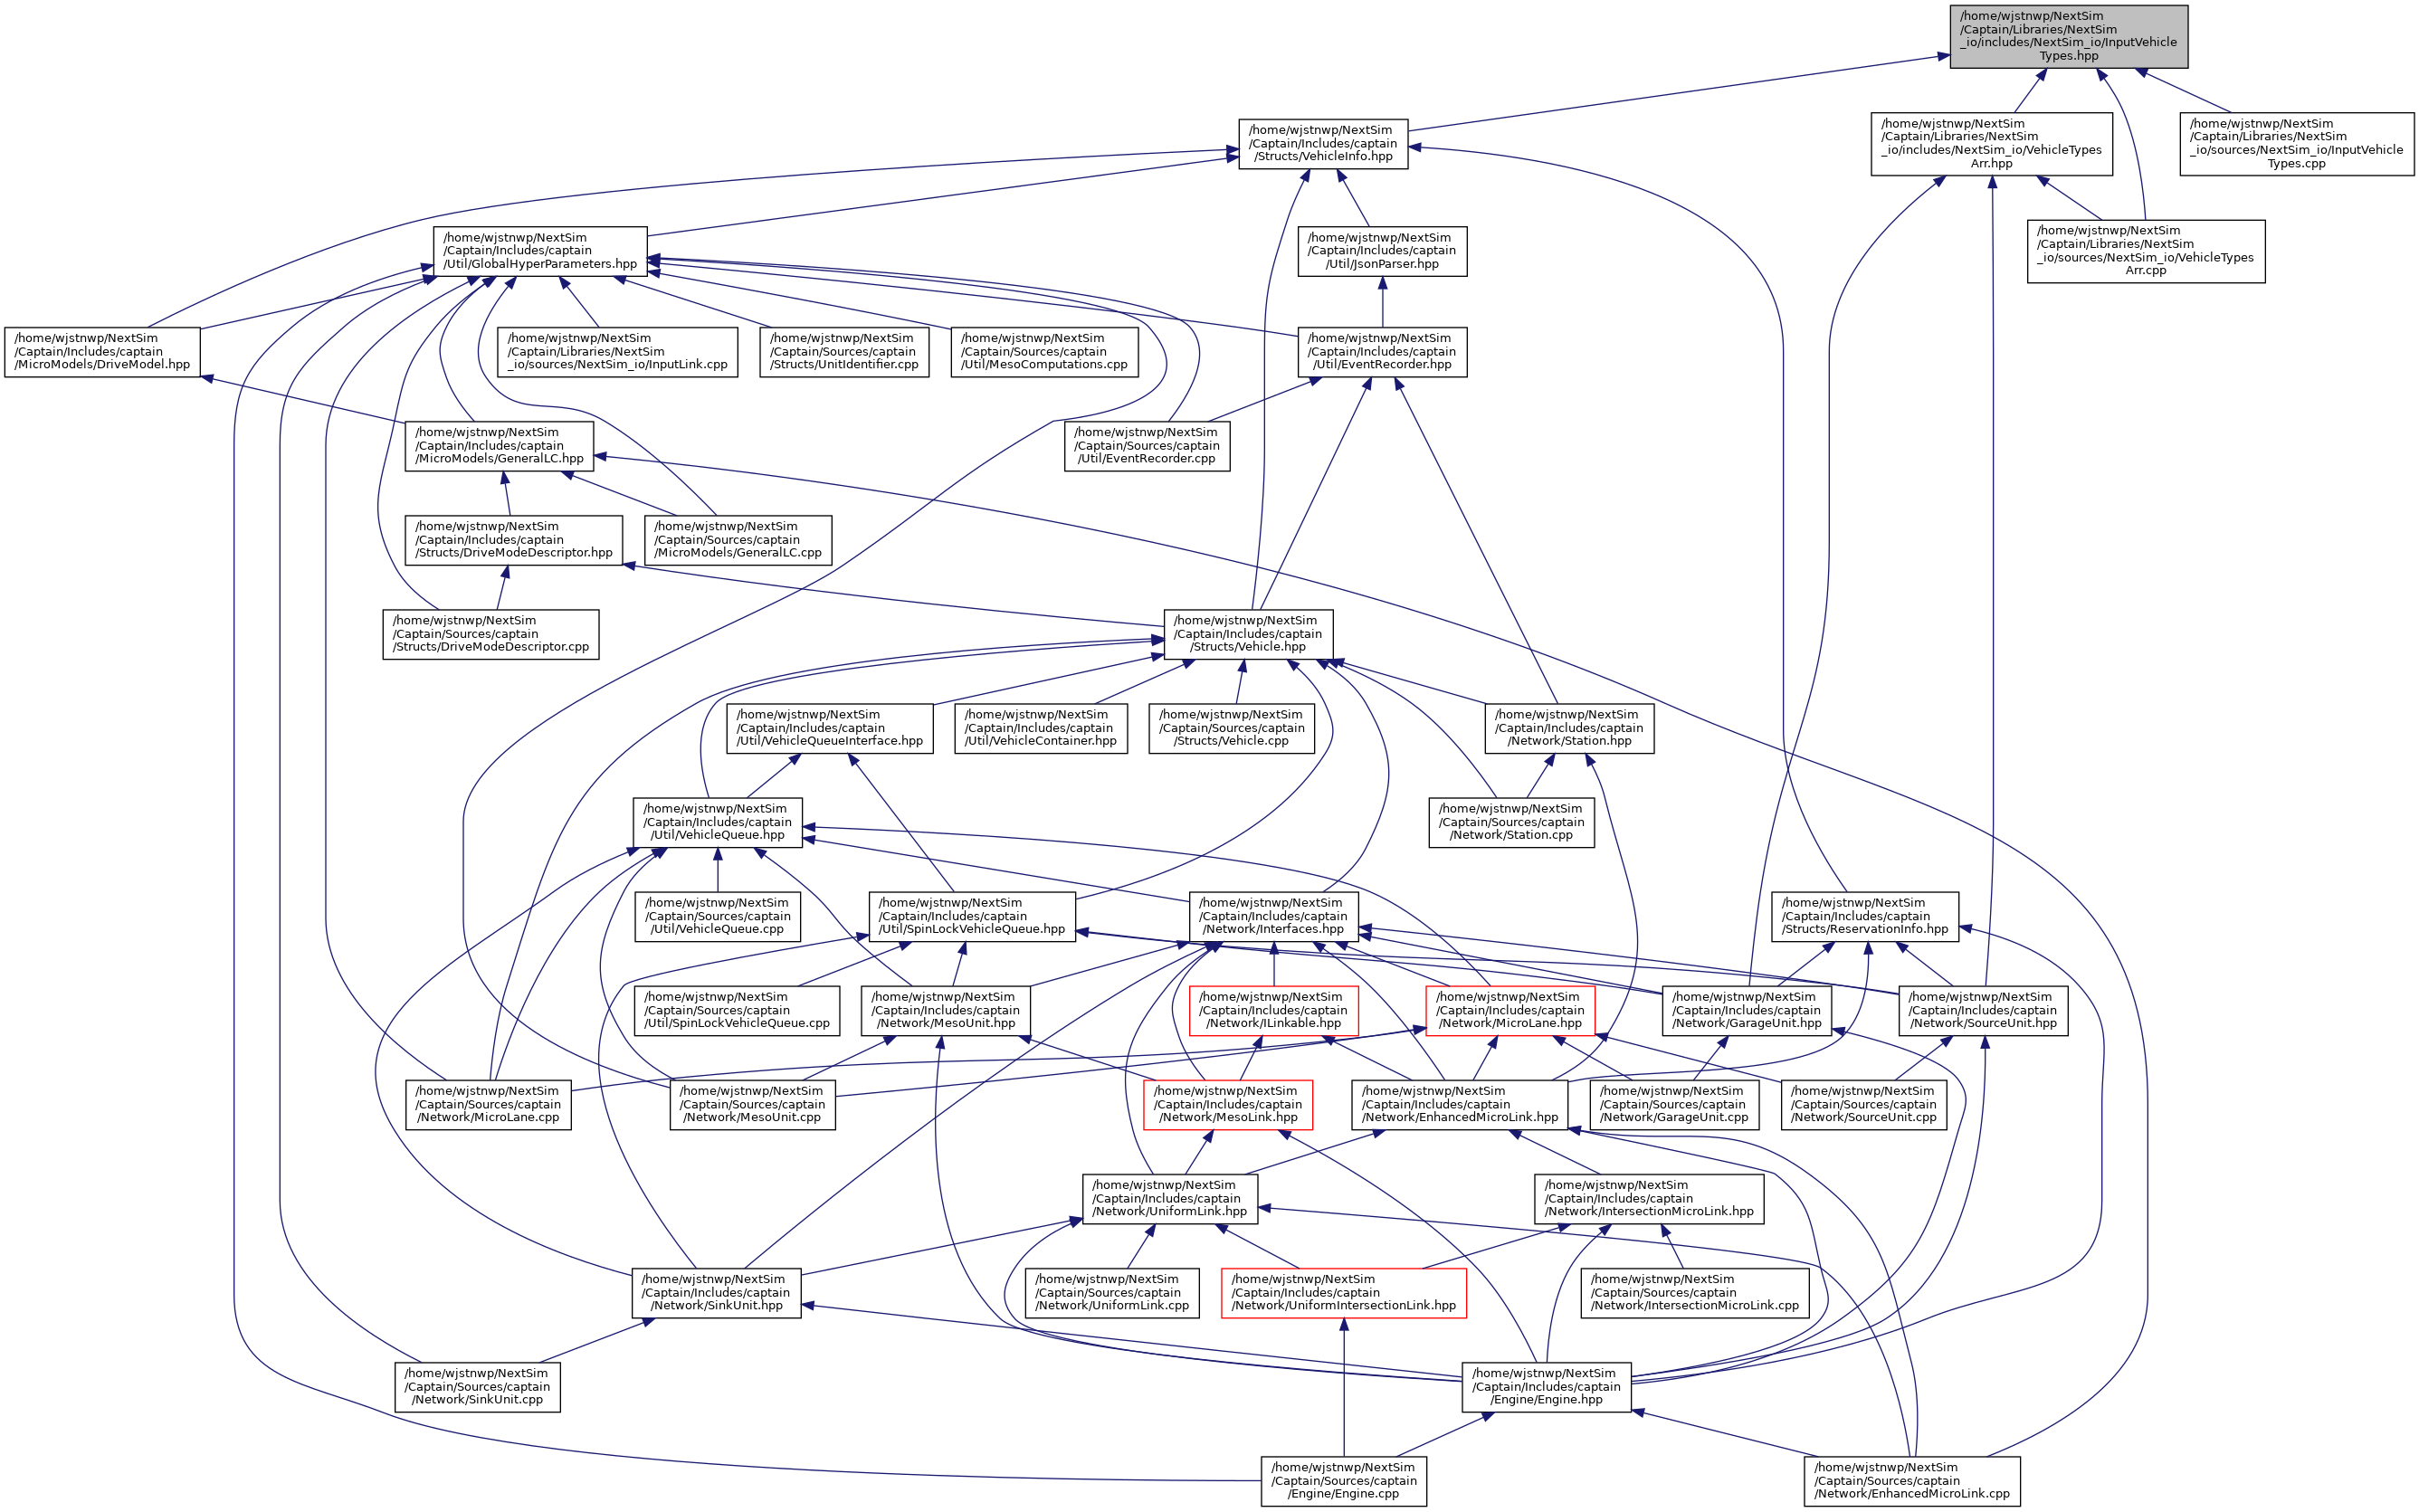 /home/wjstnwp/NextSim
/Captain/Libraries/NextSim
_io/includes/NextSim_io/InputVehicle
Types.hpp
/home/wjstnwp/NextSim
/Captain/Includes/captain
/Structs/VehicleInfo.hpp
/home/wjstnwp/NextSim
/Captain/Libraries/NextSim
_io/includes/NextSim_io/VehicleTypes
Arr.hpp
/home/wjstnwp/NextSim
/Captain/Libraries/NextSim
_io/sources/NextSim_io/InputVehicle
Types.cpp
/home/wjstnwp/NextSim
/Captain/Includes/captain
/Util/GlobalHyperParameters.hpp
/home/wjstnwp/NextSim
/Captain/Includes/captain
/Util/JsonParser.hpp
/home/wjstnwp/NextSim
/Captain/Libraries/NextSim
_io/sources/NextSim_io/VehicleTypes
Arr.cpp
/home/wjstnwp/NextSim
/Captain/Includes/captain
/MicroModels/DriveModel.hpp
/home/wjstnwp/NextSim
/Captain/Libraries/NextSim
_io/sources/NextSim_io/InputLink.cpp
/home/wjstnwp/NextSim
/Captain/Sources/captain
/Structs/UnitIdentifier.cpp
/home/wjstnwp/NextSim
/Captain/Sources/captain
/Util/MesoComputations.cpp
/home/wjstnwp/NextSim
/Captain/Includes/captain
/Util/EventRecorder.hpp
/home/wjstnwp/NextSim
/Captain/Includes/captain
/MicroModels/GeneralLC.hpp
/home/wjstnwp/NextSim
/Captain/Sources/captain
/Util/EventRecorder.cpp
/home/wjstnwp/NextSim
/Captain/Includes/captain
/Structs/DriveModeDescriptor.hpp
/home/wjstnwp/NextSim
/Captain/Sources/captain
/MicroModels/GeneralLC.cpp
/home/wjstnwp/NextSim
/Captain/Sources/captain
/Structs/DriveModeDescriptor.cpp
/home/wjstnwp/NextSim
/Captain/Includes/captain
/Structs/Vehicle.hpp
/home/wjstnwp/NextSim
/Captain/Includes/captain
/Util/VehicleQueueInterface.hpp
/home/wjstnwp/NextSim
/Captain/Includes/captain
/Util/VehicleContainer.hpp
/home/wjstnwp/NextSim
/Captain/Sources/captain
/Structs/Vehicle.cpp
/home/wjstnwp/NextSim
/Captain/Includes/captain
/Network/Station.hpp
/home/wjstnwp/NextSim
/Captain/Includes/captain
/Util/VehicleQueue.hpp
/home/wjstnwp/NextSim
/Captain/Sources/captain
/Network/Station.cpp
/home/wjstnwp/NextSim
/Captain/Sources/captain
/Util/VehicleQueue.cpp
/home/wjstnwp/NextSim
/Captain/Includes/captain
/Util/SpinLockVehicleQueue.hpp
/home/wjstnwp/NextSim
/Captain/Includes/captain
/Network/Interfaces.hpp
/home/wjstnwp/NextSim
/Captain/Includes/captain
/Structs/ReservationInfo.hpp
/home/wjstnwp/NextSim
/Captain/Sources/captain
/Util/SpinLockVehicleQueue.cpp
/home/wjstnwp/NextSim
/Captain/Includes/captain
/Network/MesoUnit.hpp
/home/wjstnwp/NextSim
/Captain/Includes/captain
/Network/ILinkable.hpp
/home/wjstnwp/NextSim
/Captain/Includes/captain
/Network/MicroLane.hpp
/home/wjstnwp/NextSim
/Captain/Includes/captain
/Network/GarageUnit.hpp
/home/wjstnwp/NextSim
/Captain/Includes/captain
/Network/SourceUnit.hpp
/home/wjstnwp/NextSim
/Captain/Sources/captain
/Network/MicroLane.cpp
/home/wjstnwp/NextSim
/Captain/Sources/captain
/Network/MesoUnit.cpp
/home/wjstnwp/NextSim
/Captain/Includes/captain
/Network/MesoLink.hpp
/home/wjstnwp/NextSim
/Captain/Includes/captain
/Network/EnhancedMicroLink.hpp
/home/wjstnwp/NextSim
/Captain/Sources/captain
/Network/GarageUnit.cpp
/home/wjstnwp/NextSim
/Captain/Sources/captain
/Network/SourceUnit.cpp
/home/wjstnwp/NextSim
/Captain/Includes/captain
/Network/UniformLink.hpp
/home/wjstnwp/NextSim
/Captain/Includes/captain
/Network/IntersectionMicroLink.hpp
/home/wjstnwp/NextSim
/Captain/Includes/captain
/Network/SinkUnit.hpp
/home/wjstnwp/NextSim
/Captain/Sources/captain
/Network/UniformLink.cpp
/home/wjstnwp/NextSim
/Captain/Includes/captain
/Network/UniformIntersectionLink.hpp
/home/wjstnwp/NextSim
/Captain/Sources/captain
/Network/IntersectionMicroLink.cpp
/home/wjstnwp/NextSim
/Captain/Sources/captain
/Network/SinkUnit.cpp
/home/wjstnwp/NextSim
/Captain/Includes/captain
/Engine/Engine.hpp
/home/wjstnwp/NextSim
/Captain/Sources/captain
/Engine/Engine.cpp
/home/wjstnwp/NextSim
/Captain/Sources/captain
/Network/EnhancedMicroLink.cpp